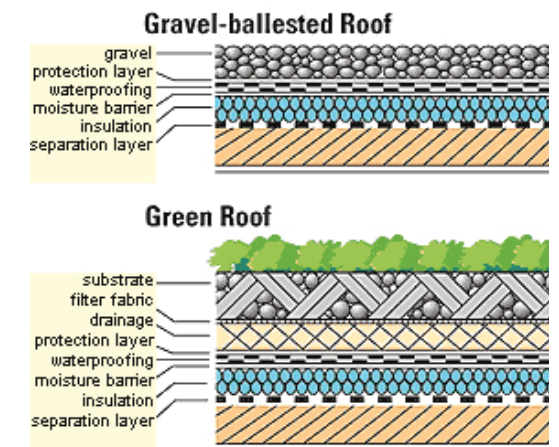 Gravel-ballested Roof
gravel
protection layer
waterproofing
moisture barrier
insulation
separation layer
Green Roof
substrate
filter fabric
drainage
protection layer
waterproofing
moisture barrier
insulation
separation layer